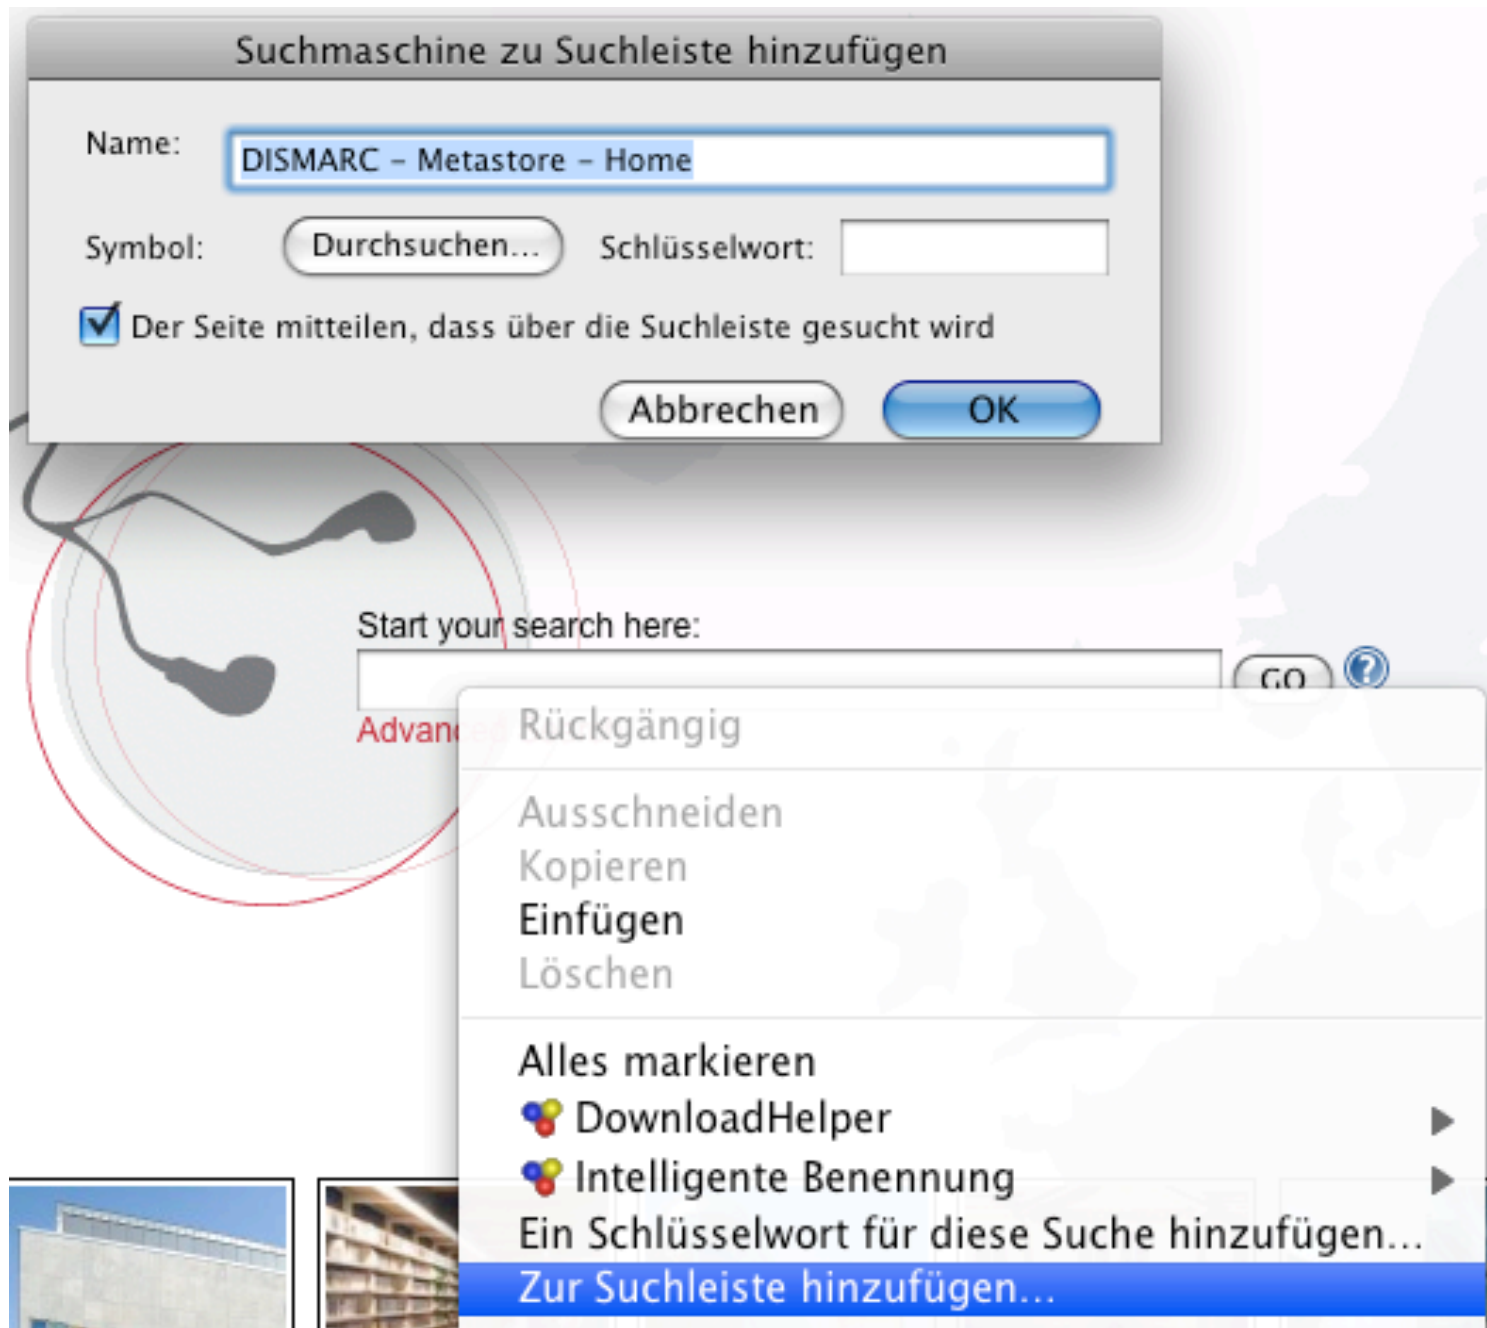 Suchmaschine zu Suchleiste hinzufügen
Name:
DISMARC – Metastore – Home
Symbol:
Durchsuchen...
Schlüsselwort:
Der Seite mitteilen, dass über die Suchleiste gesucht wird
Abbrechen
OK
Start your search here:
GO
?
Advanced
Rückgängig
Ausschneiden
Kopieren
Einfügen
Löschen
Alles markieren
DownloadHelper
Intelligente Benennung
Ein Schlüsselwort für diese Suche hinzufügen...
Zur Suchleiste hinzufügen...